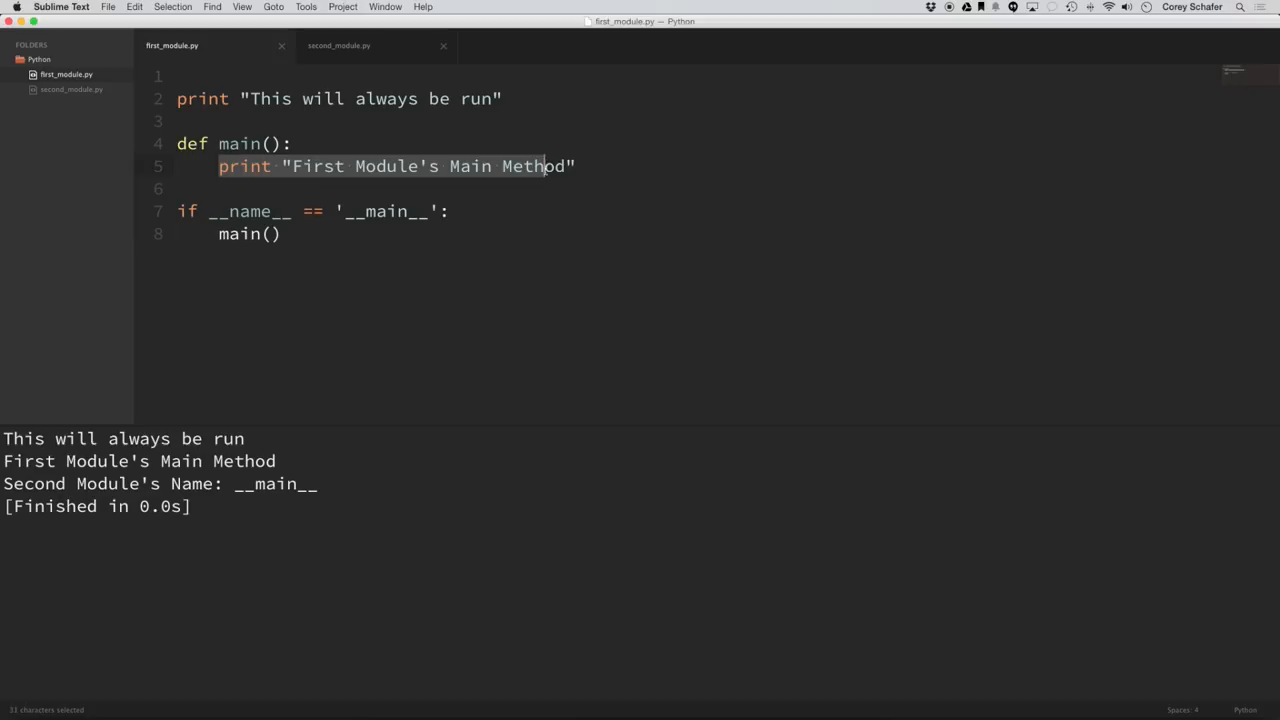 Sublime Text File Edit Selection Find View Goto Tools Project Window Help Corey Schafer
first_module.py — Python
FOLDERS
Python
first_module.py
second_module.py
first_module.py second_module.py
1
2 print "This will always be run"
3
4 def main():
5 print "First Module's Main Method"
6
7 if __name__ == '__main__':
8 main()
This will always be run
First Module's Main Method
Second Module's Name: __main__
[Finished in 0.0s]
31 characters selected Spaces: 4 Python